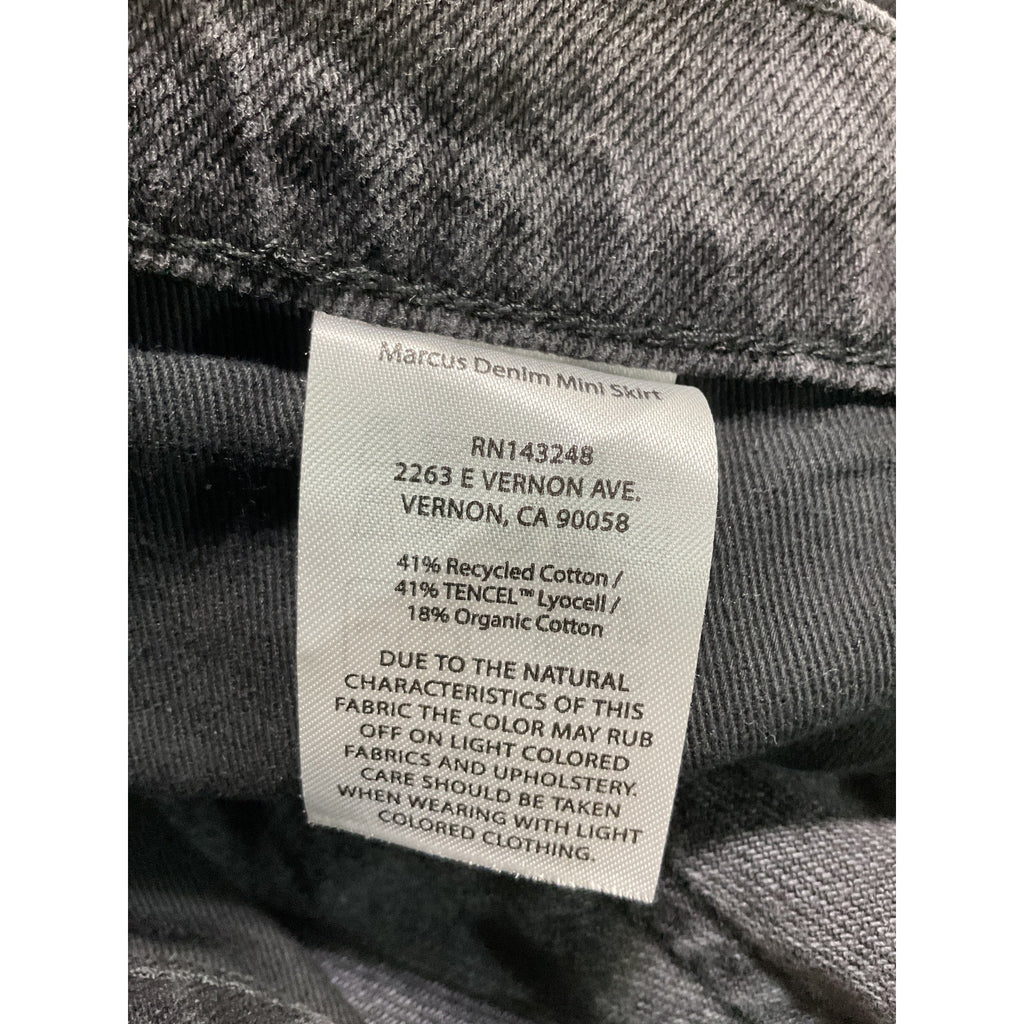 Marcus Denim Mini Skirt
RN143248
2263 E VERNON AVE.
VERNON, CA 90058
41% Recycled Cotton /
41% TENCEL™ Lyocell /
18% Organic Cotton
DUE TO THE NATURAL
CHARACTERISTICS OF THIS
FABRIC THE COLOR MAY RUB
OFF ON LIGHT COLORED
FABRICS AND UPHOLSTERY.
CARE SHOULD BE TAKEN
WHEN WEARING WITH LIGHT
COLORED CLOTHING.